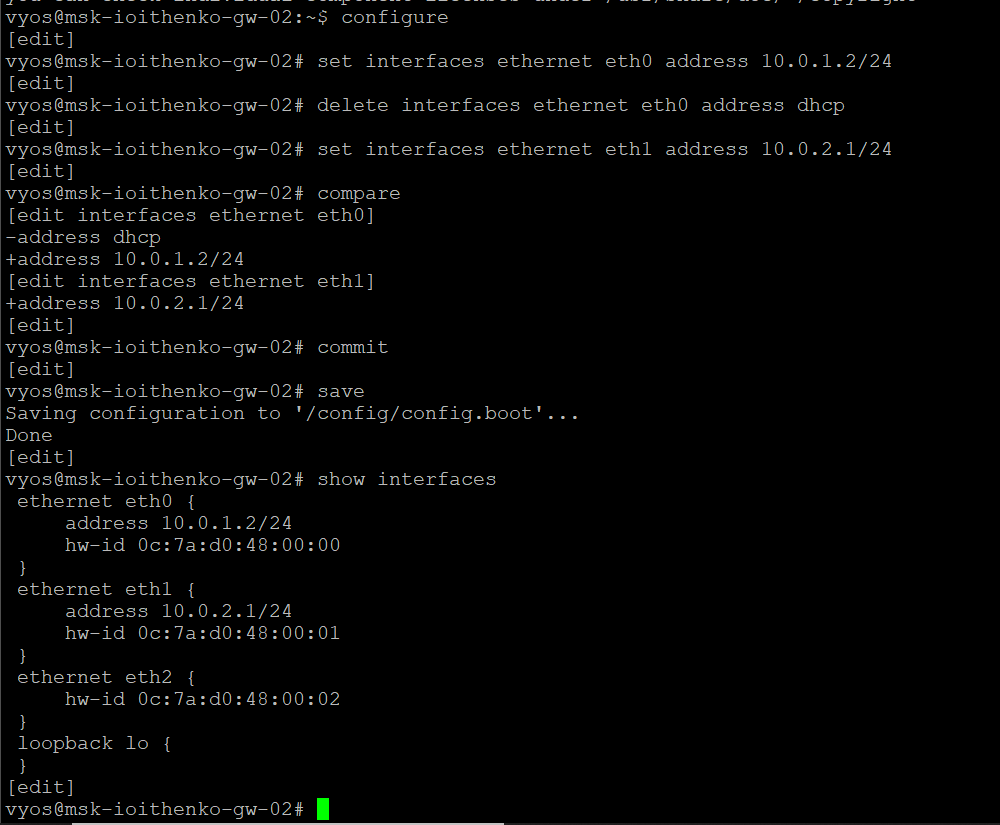 vyos@msk-ioithenko-gw-02:~$ configure
[edit]
vyos@msk-ioithenko-gw-02# set interfaces ethernet eth0 address 10.0.1.2/24
[edit]
vyos@msk-ioithenko-gw-02# delete interfaces ethernet eth0 address dhcp
[edit]
vyos@msk-ioithenko-gw-02# set interfaces ethernet eth1 address 10.0.2.1/24
[edit]
vyos@msk-ioithenko-gw-02# compare
[edit interfaces ethernet eth0]
-address dhcp
+address 10.0.1.2/24
[edit interfaces ethernet eth1]
+address 10.0.2.1/24
[edit]
vyos@msk-ioithenko-gw-02# commit
[edit]
vyos@msk-ioithenko-gw-02# save
Saving configuration to '/config/config.boot'...
Done
[edit]
vyos@msk-ioithenko-gw-02# show interfaces
 ethernet eth0 {
     address 10.0.1.2/24
     hw-id 0c:7a:d0:48:00:00
 }
 ethernet eth1 {
     address 10.0.2.1/24
     hw-id 0c:7a:d0:48:00:01
 }
 ethernet eth2 {
     hw-id 0c:7a:d0:48:00:02
 }
 loopback lo {
 }
[edit]
vyos@msk-ioithenko-gw-02#